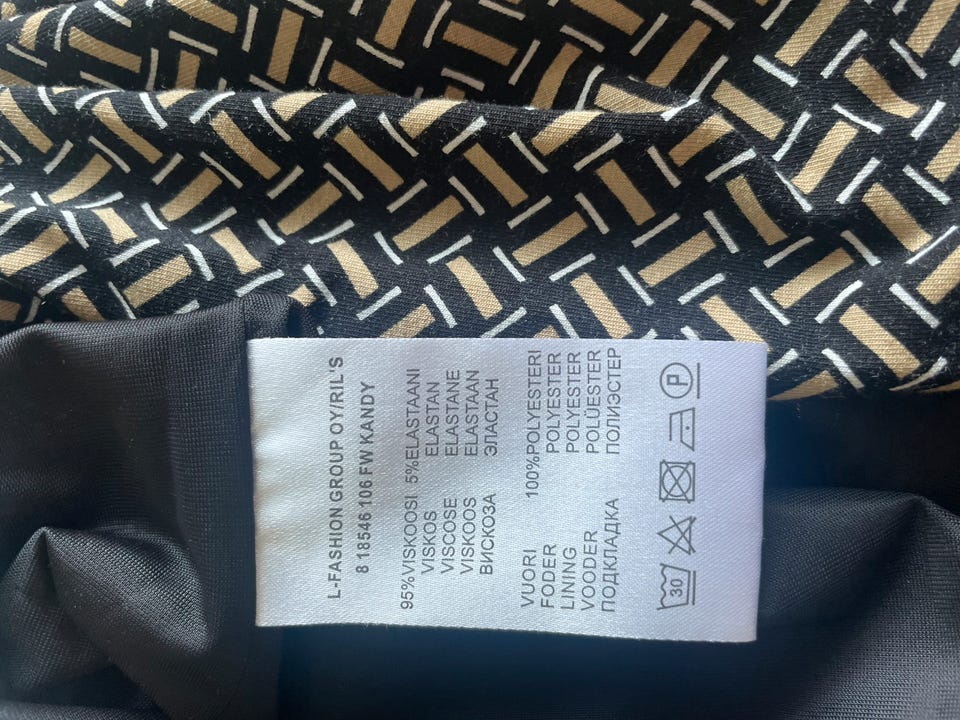 L-FASHION GROUP OY/RIL'S
8 18546 106 FW KANDY
95% VISKOOSI 5%ELASTAANI
VISKOS ELASTAN
VISCOSE ELASTANE
VISKOOS ELASTAAN
ВИСКОЗА ЭЛАСТАН
VUORI 100%POLYESTERI
FODER POLYESTER
LINING POLYESTER
VOODER POLÜESTER
ПОДКЛАДКА ПОЛИЭСТЕР
30 P